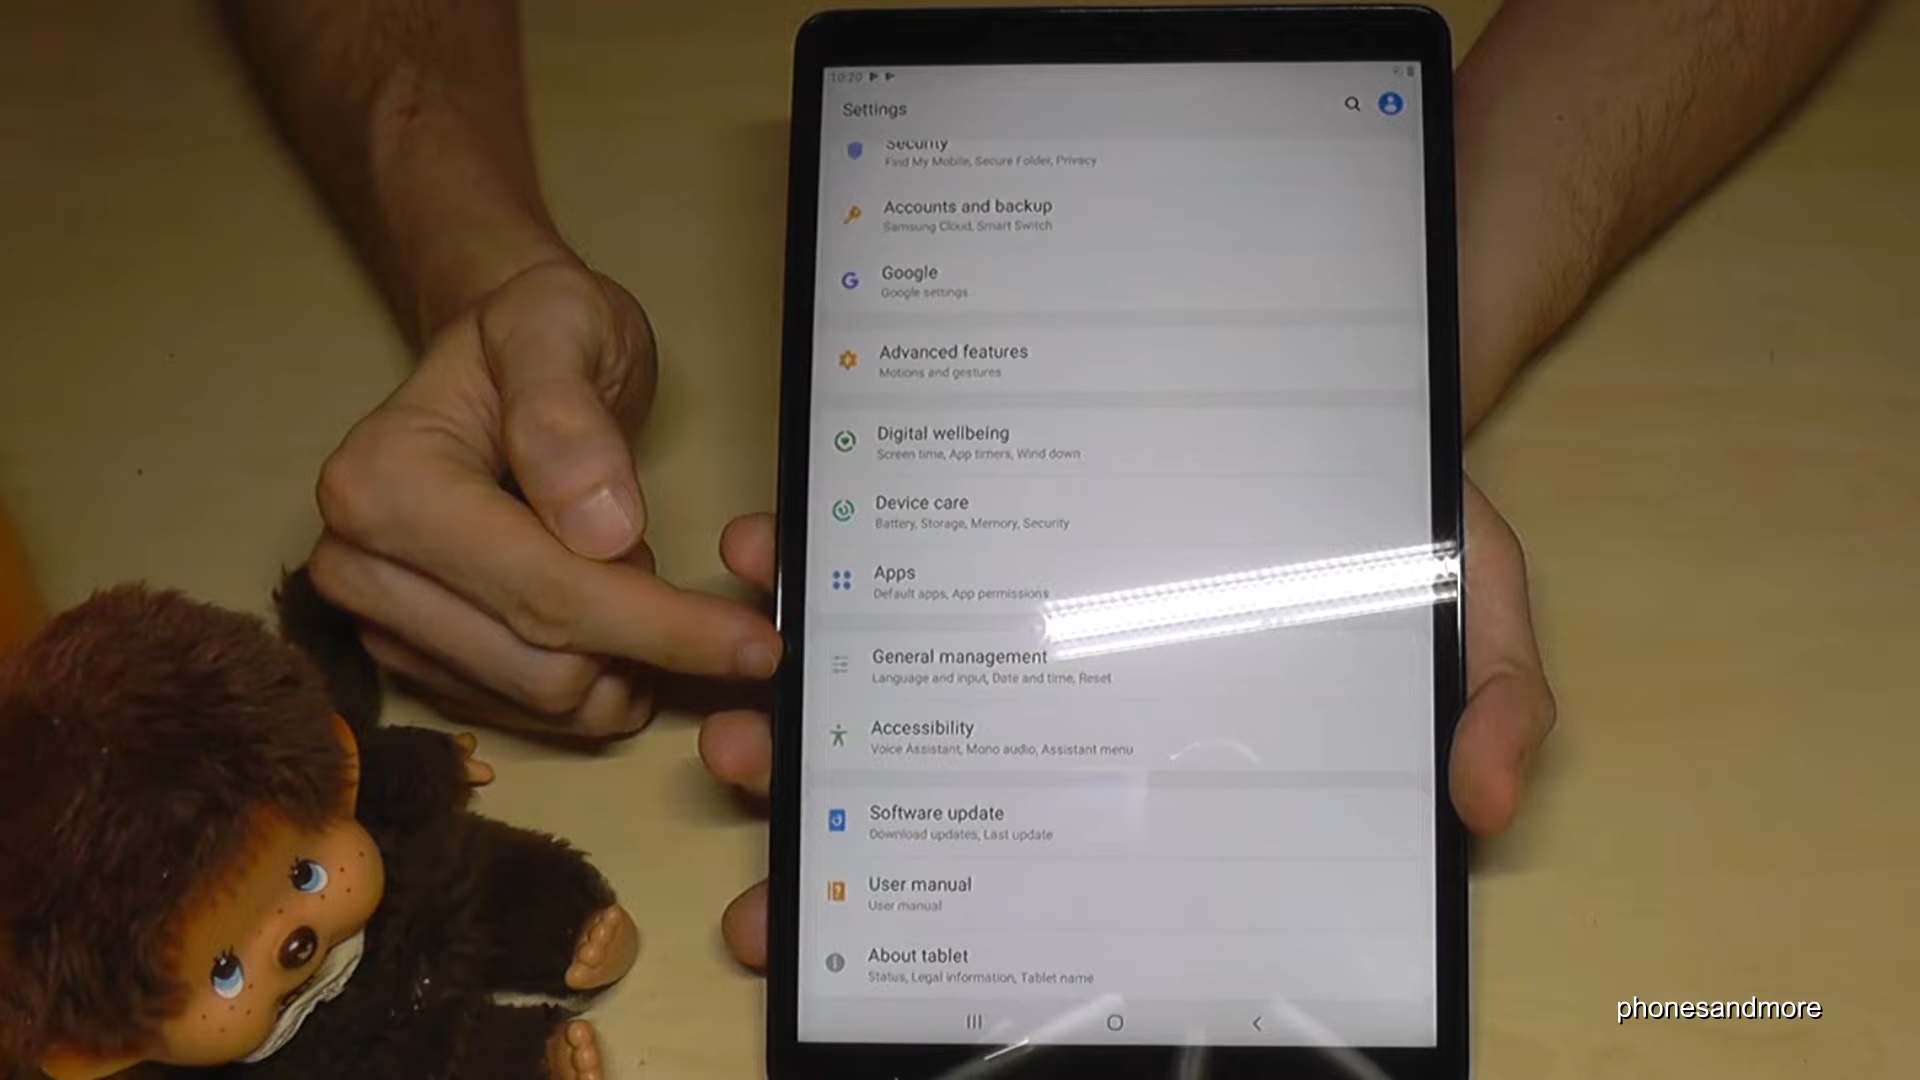 10:20
Settings
Security
Find My Mobile, Secure Folder, Privacy
Accounts and backup
Samsung Cloud, Smart Switch
Google
Google settings
Advanced features
Motions and gestures
Digital wellbeing
Screen time, App timers, Wind down
Device care
Battery, Storage, Memory, Security
Apps
Default apps, App permissions
General management
Language and input, Date and time, Reset
Accessibility
Voice Assistant, Mono audio, Assistant menu
Software update
Download updates, Last update
User manual
User manual
About tablet
Status, Legal information, Tablet name
phonesandmore